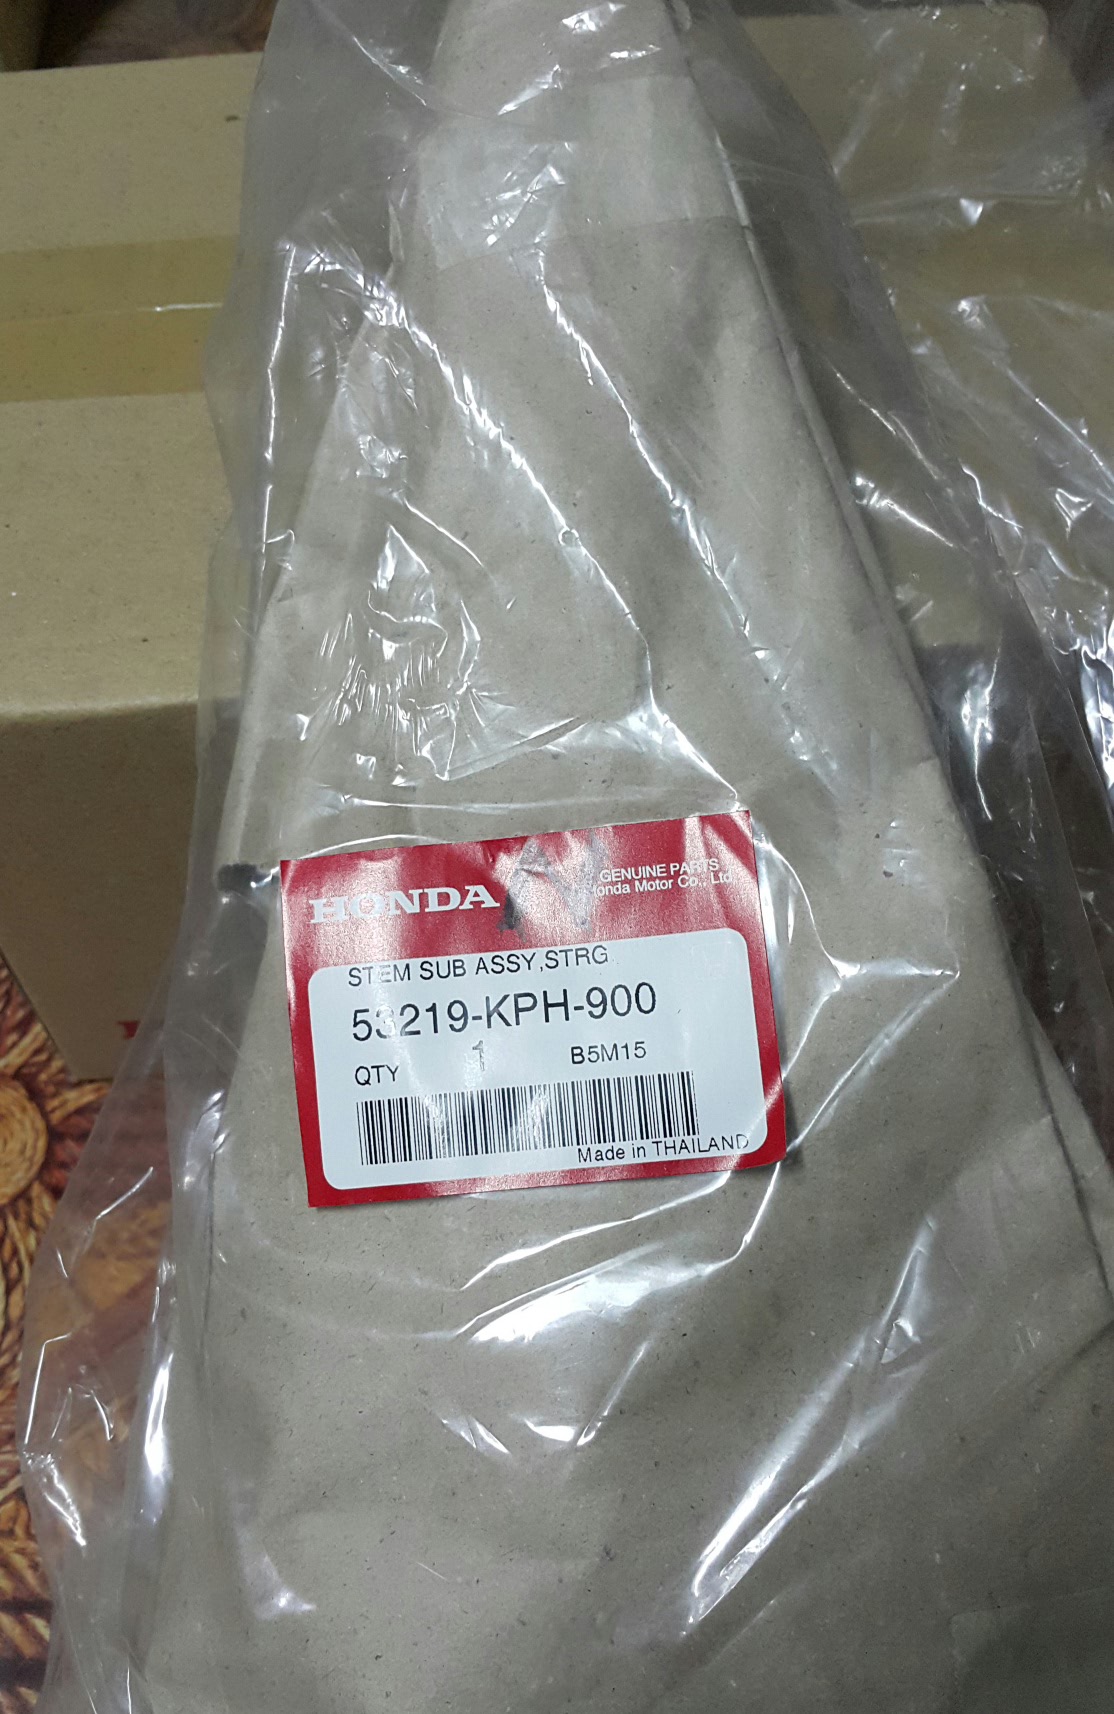 HONDA
GENUINE PARTS
Honda Motor Co., Ltd.
STEM SUB ASSY,STRG
53219-KPH-900
QTY 1 B5M15
Made in THAILAND